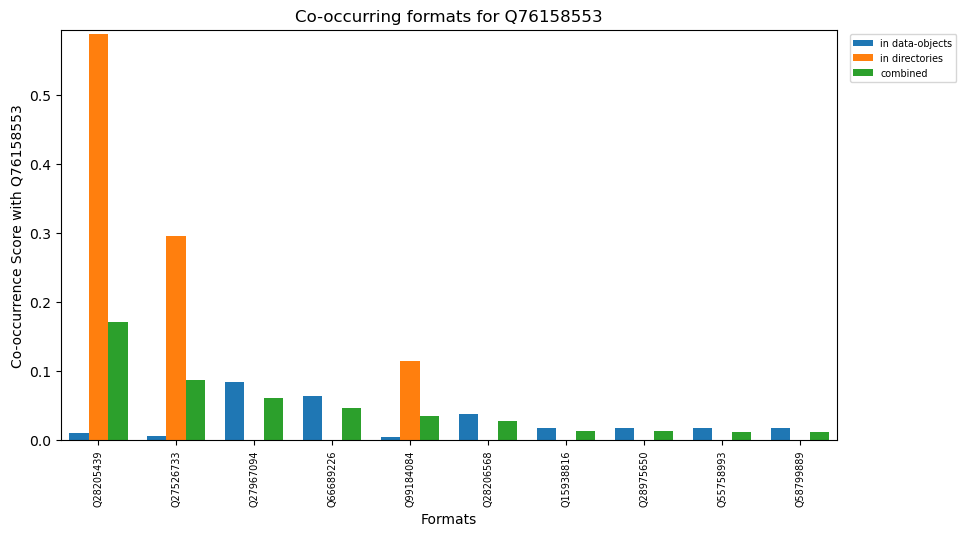 Co-occurring formats for Q76158553
in data-objects
in directories
combined
Co-occurrence Score with Q76158553
0.5
0.4
0.3
0.2
0.1
0.0
Q28205439
Q27526733
Q27967094
Q66689226
Q99184084
Q28206568
Q15938816
Q28975650
Q55758993
Q58799889
Formats